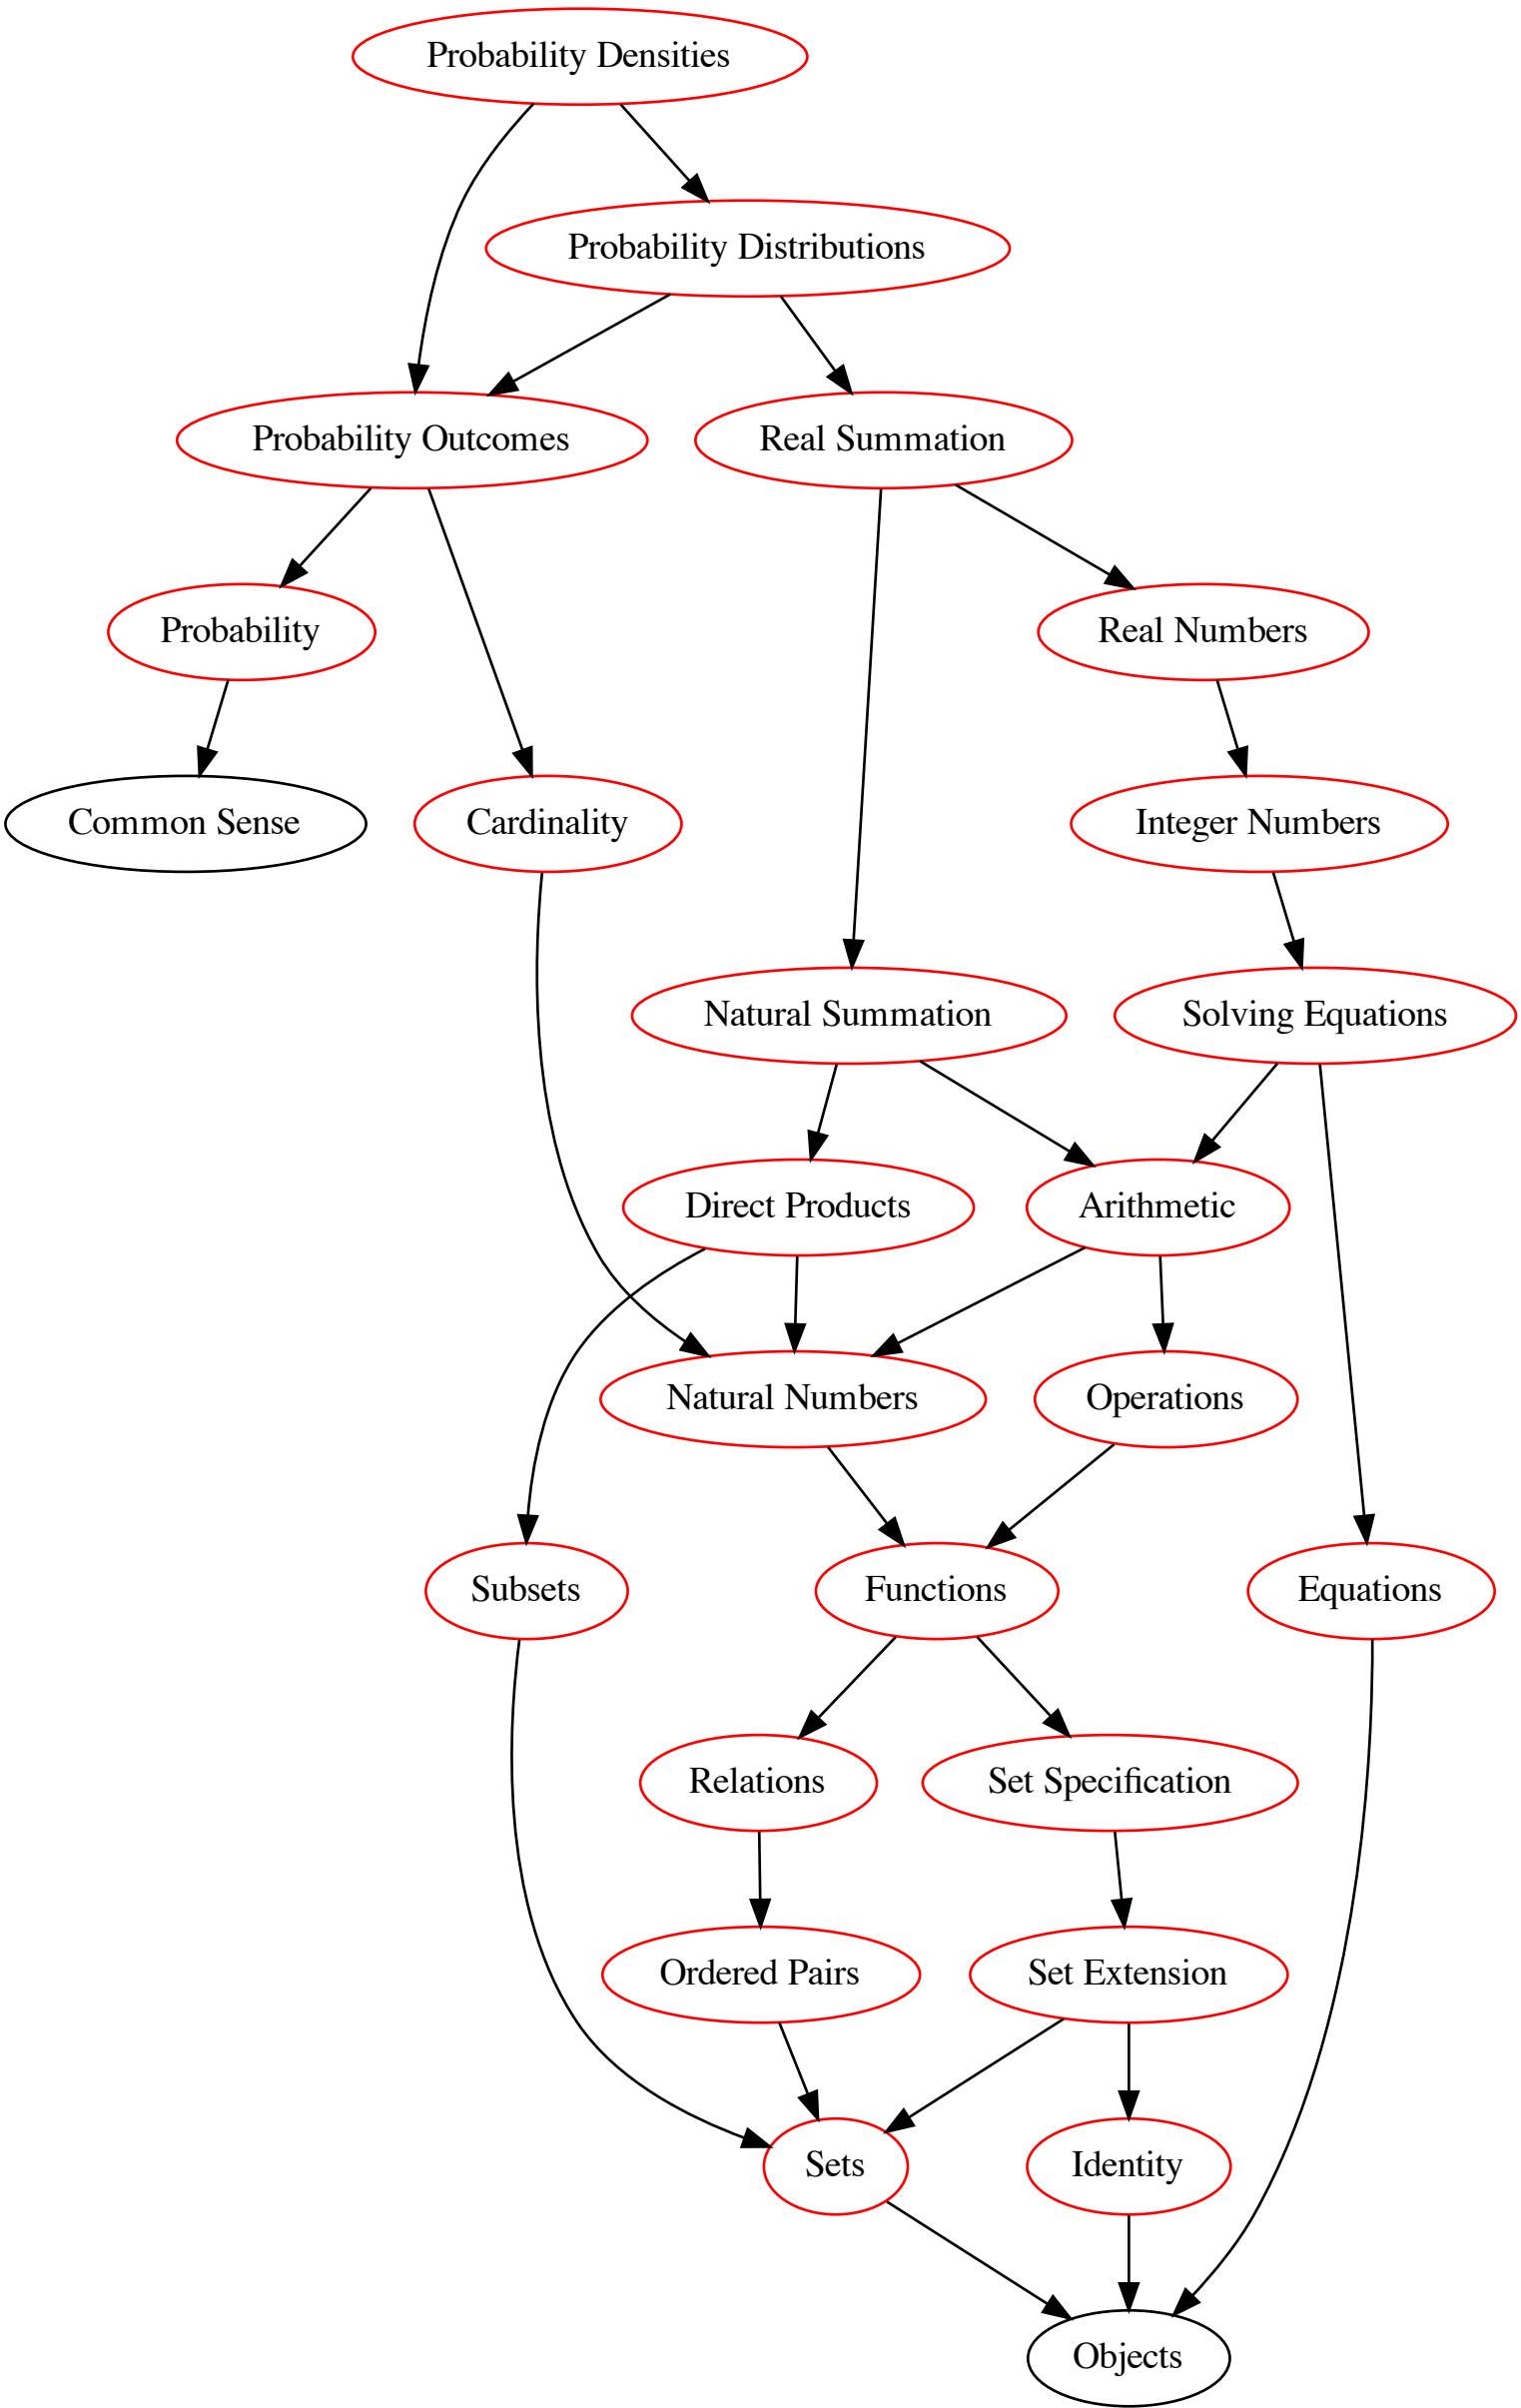 Probability Densities
Probability Distributions
Probability Outcomes
Real Summation
Probability
Real Numbers
Common Sense
Cardinality
Integer Numbers
Natural Summation
Solving Equations
Direct Products
Arithmetic
Natural Numbers
Operations
Subsets
Functions
Equations
Relations
Set Specification
Ordered Pairs
Set Extension
Sets
Identity
Objects